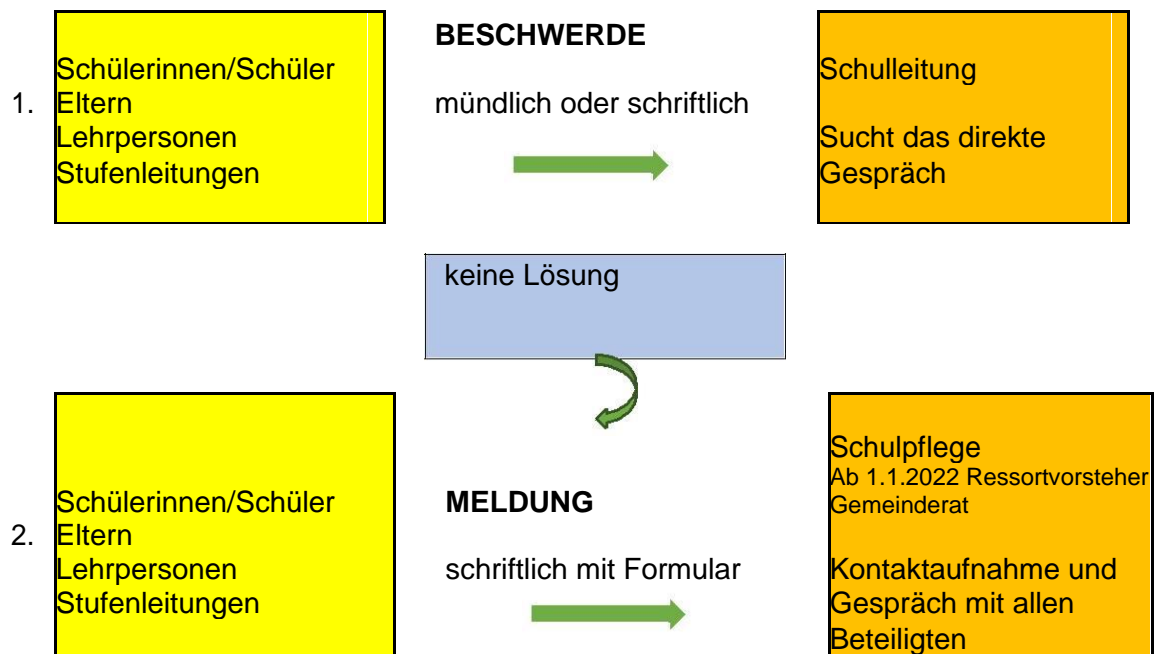 1.
Schülerinnen/Schüler
Eltern
Lehrpersonen
Stufenleitungen
BESCHWERDE
mündlich oder schriftlich
Schulleitung
Sucht das direkte
Gespräch
keine Lösung
2.
Schülerinnen/Schüler
Eltern
Lehrpersonen
Stufenleitungen
MELDUNG
schriftlich mit Formular
Schulpflege
Ab 1.1.2022 Ressortvorsteher
Gemeinderat
Kontaktaufnahme und
Gespräch mit allen
Beteiligten